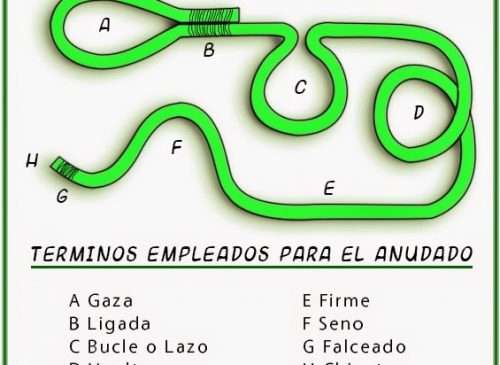 A
B
C
D
H
F
G
E
TERMINOS EMPLEADOS PARA EL ANUDADO
A Gaza
B Ligada
C Bucle o Lazo
E Firme
F Seno
G Falceado